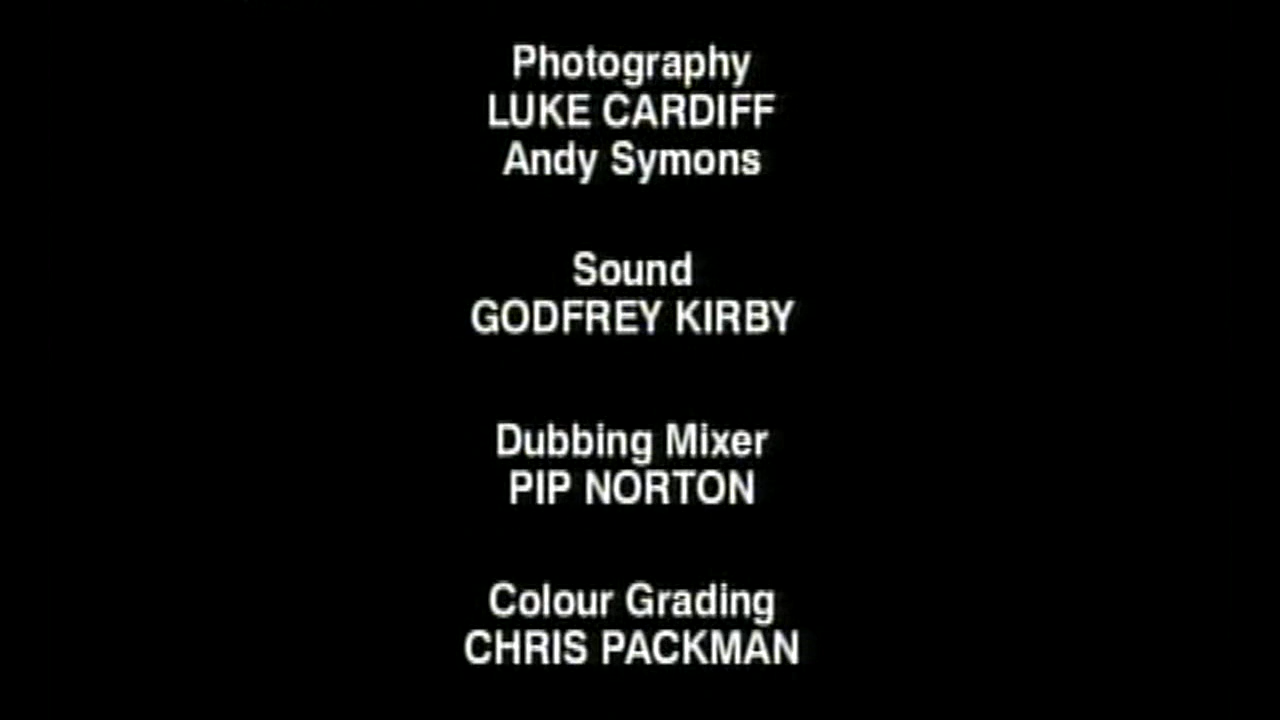 Photography
LUKE CARDIFF
Andy Symons
Sound
GODFREY KIRBY
Dubbing Mixer
PIP NORTON
Colour Grading
CHRIS PACKMAN